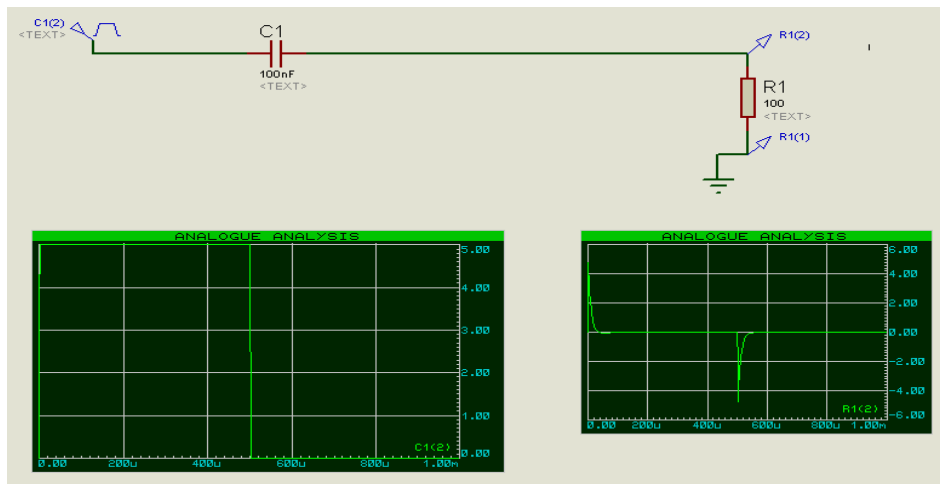 C1(2)
<TEXT>
C1
100nF
<TEXT>
R1(2)
R1
100
<TEXT>
R1(1)
ANALOGUE ANALYSIS
5.00
4.00
3.00
2.00
1.00
0.00
C1(2)
0.00 200u 400u 600u 800u 1.00m
ANALOGUE ANALYSIS
6.00
4.00
2.00
0.00
-2.00
-4.00
-6.00
R1(2)
0.00 200u 400u 600u 800u 1.00m